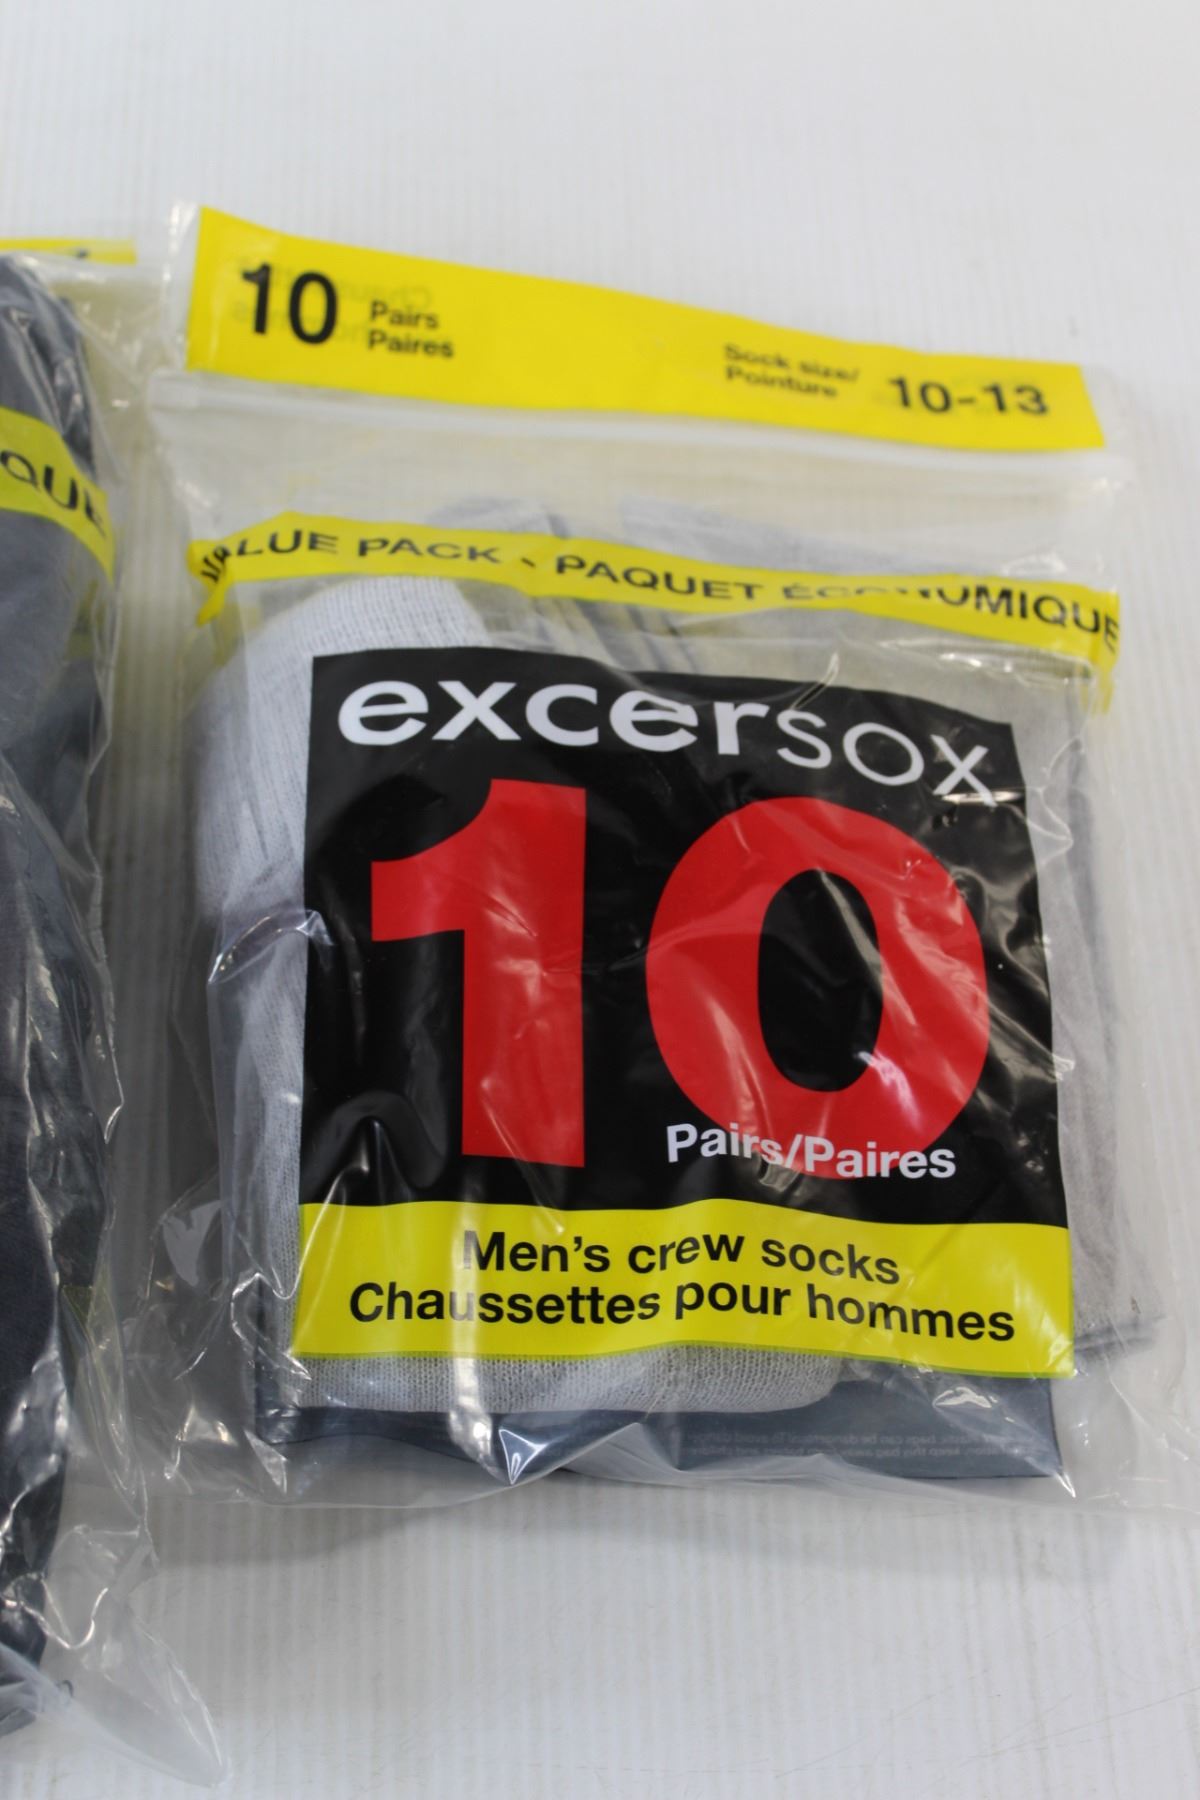 10 Pairs
Paires
Sock size/
Pointure 10-13
VALUE PACK - PAQUET ÉCONOMIQUE
QUE
excersox
10
Pairs/Paires
Men's crew socks
Chaussettes pour hommes